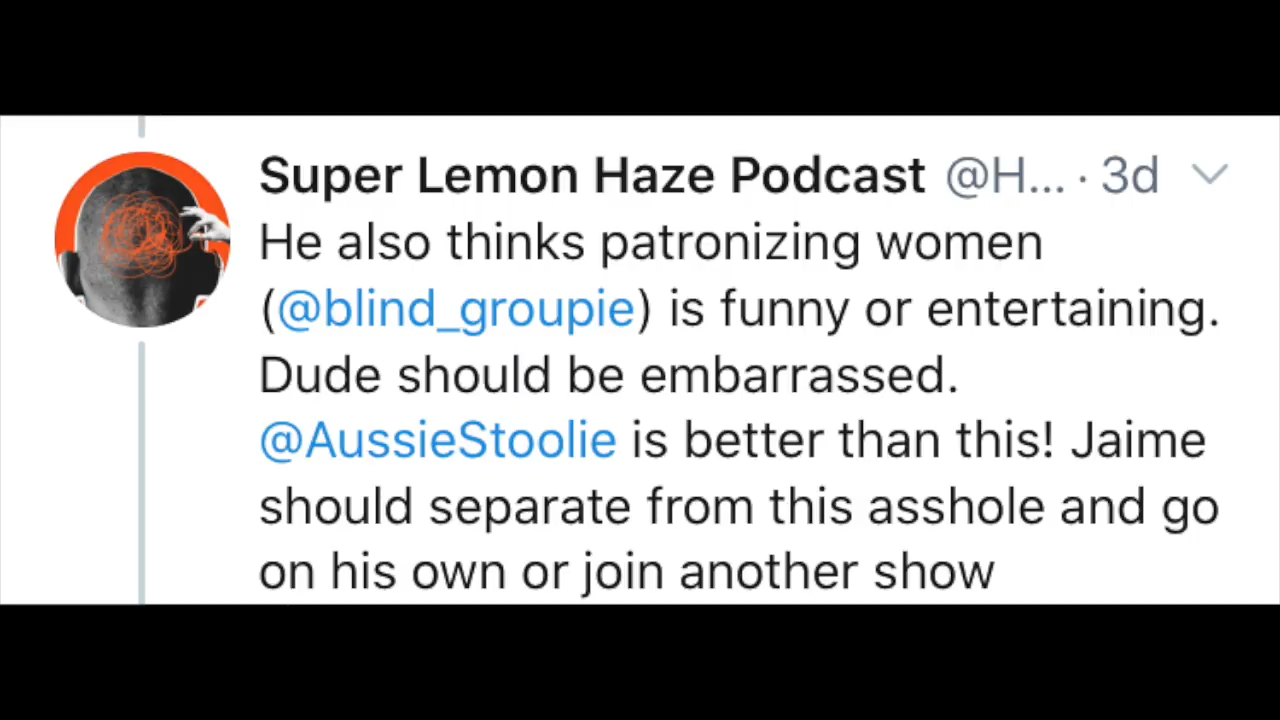 Super Lemon Haze Podcast @H... · 3d
He also thinks patronizing women
(@blind_groupie) is funny or entertaining.
Dude should be embarrassed.
@AussieStoolie is better than this! Jaime
should separate from this asshole and go
on his own or join another show